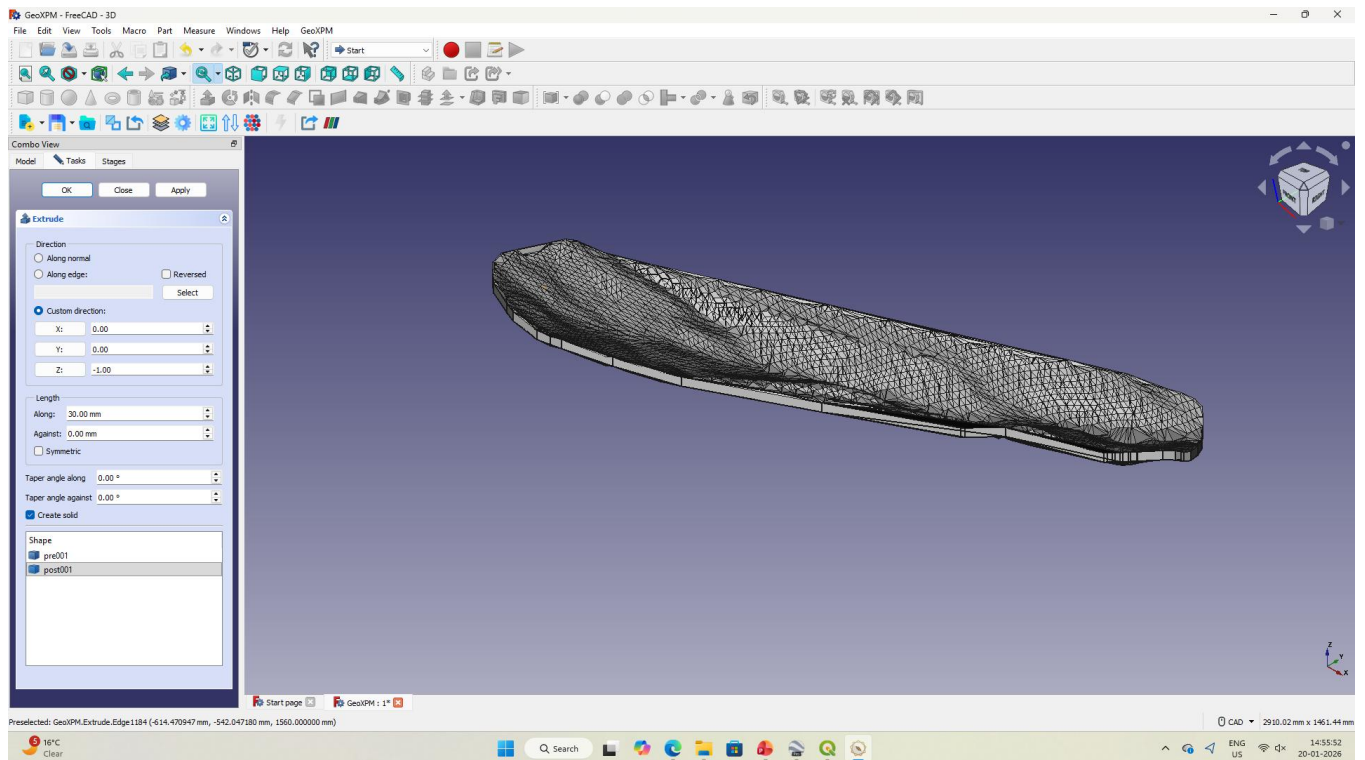 GeoXPM - FreeCAD - 3D
File Edit View Tools Macro Part Measure Windows Help GeoXPM
Start
Combo View
Model Tasks Stages
OK Close Apply
Extrude
Direction
Along normal
Along edge: Reversed
Select
Custom direction:
X: 0.00
Y: 0.00
Z: -1.00
Length
Along: 30.00 mm
Against: 0.00 mm
Symmetric
Taper angle along 0.00 °
Taper angle against 0.00 °
Create solid
Shape
pre001
post001
FRONT RIGHT
Z
Y
X
Start page GeoXPM : 1*
Preselected: GeoXPM.Extrude.Edge1184 (-614.470947 mm, -542.047180 mm, 1560.000000 mm) CAD 2910.02 mm x 1461.44 mm
5 16°C
Clear
Search
ENG
US
14:55:52
20-01-2026